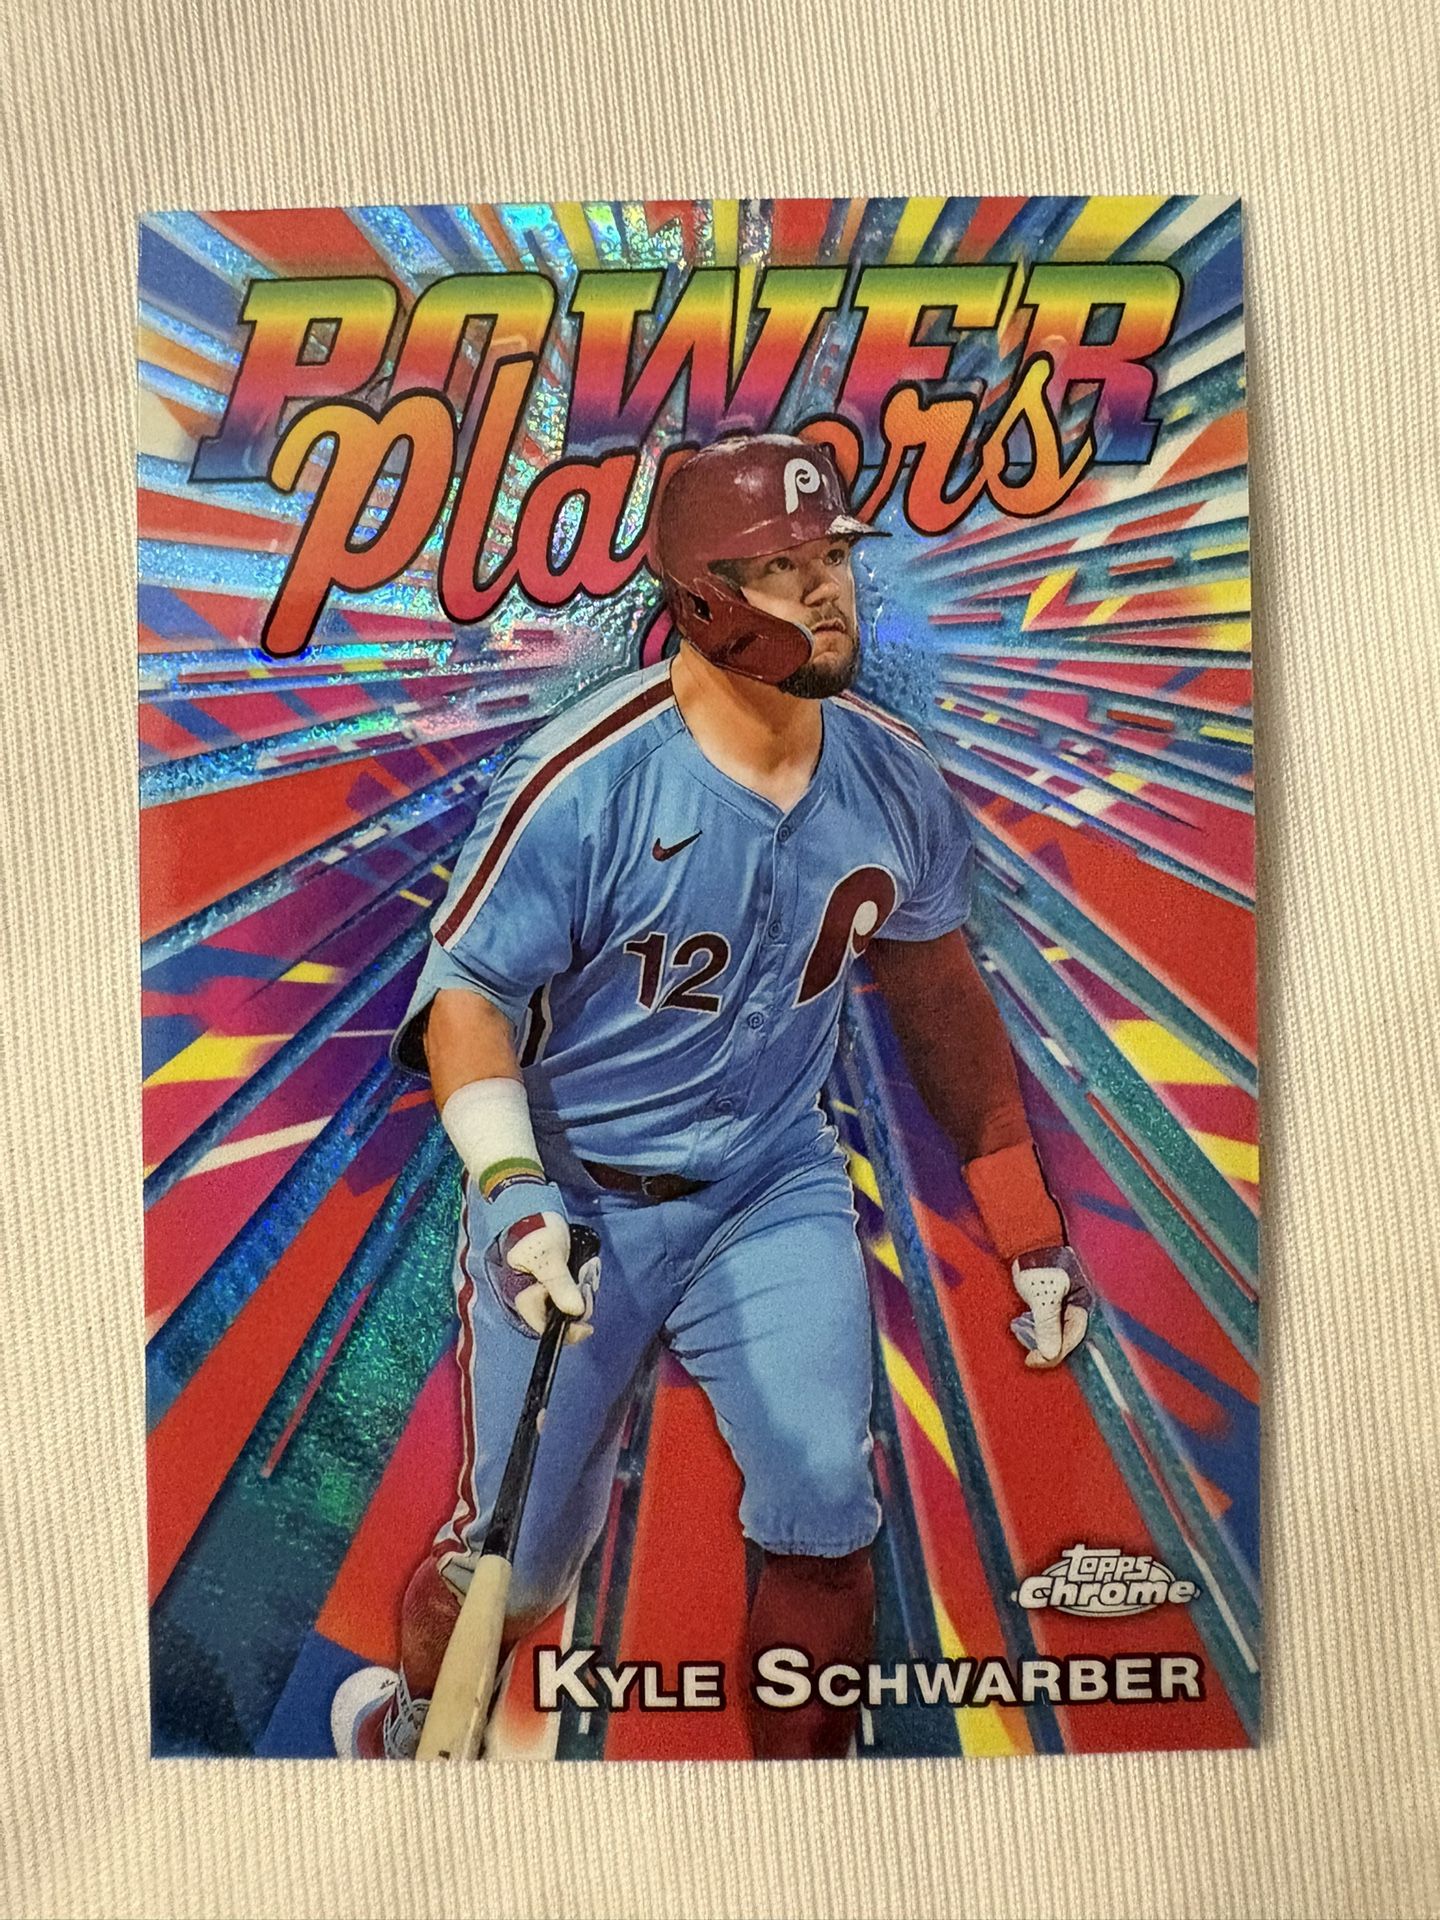 POWER
players
P
12
P
topps
Chrome
KYLE SCHWARBER